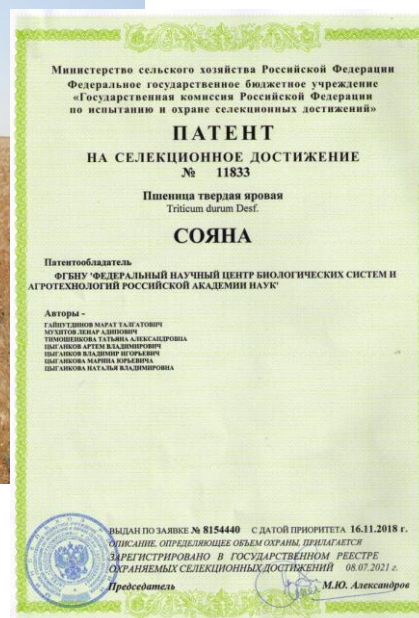 Министерство сельского хозяйства Российской Федерации
Федеральное государственное бюджетное учреждение
«Государственная комиссия Российской Федерации
по испытанию и охране селекционных достижений»
ПАТЕНТ
НА СЕЛЕКЦИОННОЕ ДОСТИЖЕНИЕ
№ 11833
Пшеница твердая яровая
Triticum durum Desf.
СОЯНА
Патентообладатель
ФГБНУ 'ФЕДЕРАЛЬНЫЙ НАУЧНЫЙ ЦЕНТР БИОЛОГИЧЕСКИХ СИСТЕМ И
АГРОТЕХНОЛОГИЙ РОССИЙСКОЙ АКАДЕМИИ НАУК'
Авторы -
ГАЙНУТДИНОВ МАРАТ ТАЛГАТОВИЧ
МУХИТОВ ЛЕНАР АДИПОВИЧ
ТИМОШЕНКОВА ТАТЬЯНА АЛЕКСАНДРОВНА
ЦЫГАНКОВ АРТЕМ ВЛАДИМИРОВИЧ
ЦЫГАНКОВ ВЛАДИМИР ИГОРЬЕВИЧ
ЦЫГАНКОВА МАРИНА ЮРЬЕВИЧА
ЦЫГАНКОВА НАТАЛЬЯ ВЛАДИМИРОВНА
ВЫДАН ПО ЗАЯВКЕ № 8154440 С ДАТОЙ ПРИОРИТЕТА 16.11.2018 г.
ОПИСАНИЕ, ОПРЕДЕЛЯЮЩЕЕ ОБЪЕМ ОХРАНЫ, ПРИЛАГАЕТСЯ
ЗАРЕГИСТРИРОВАНО В ГОСУДАРСТВЕННОМ РЕЕСТРЕ
ОХРАНЯЕМЫХ СЕЛЕКЦИОННЫХ ДОСТИЖЕНИЙ 08.07.2021 г.
Председатель М.Ю. Александров